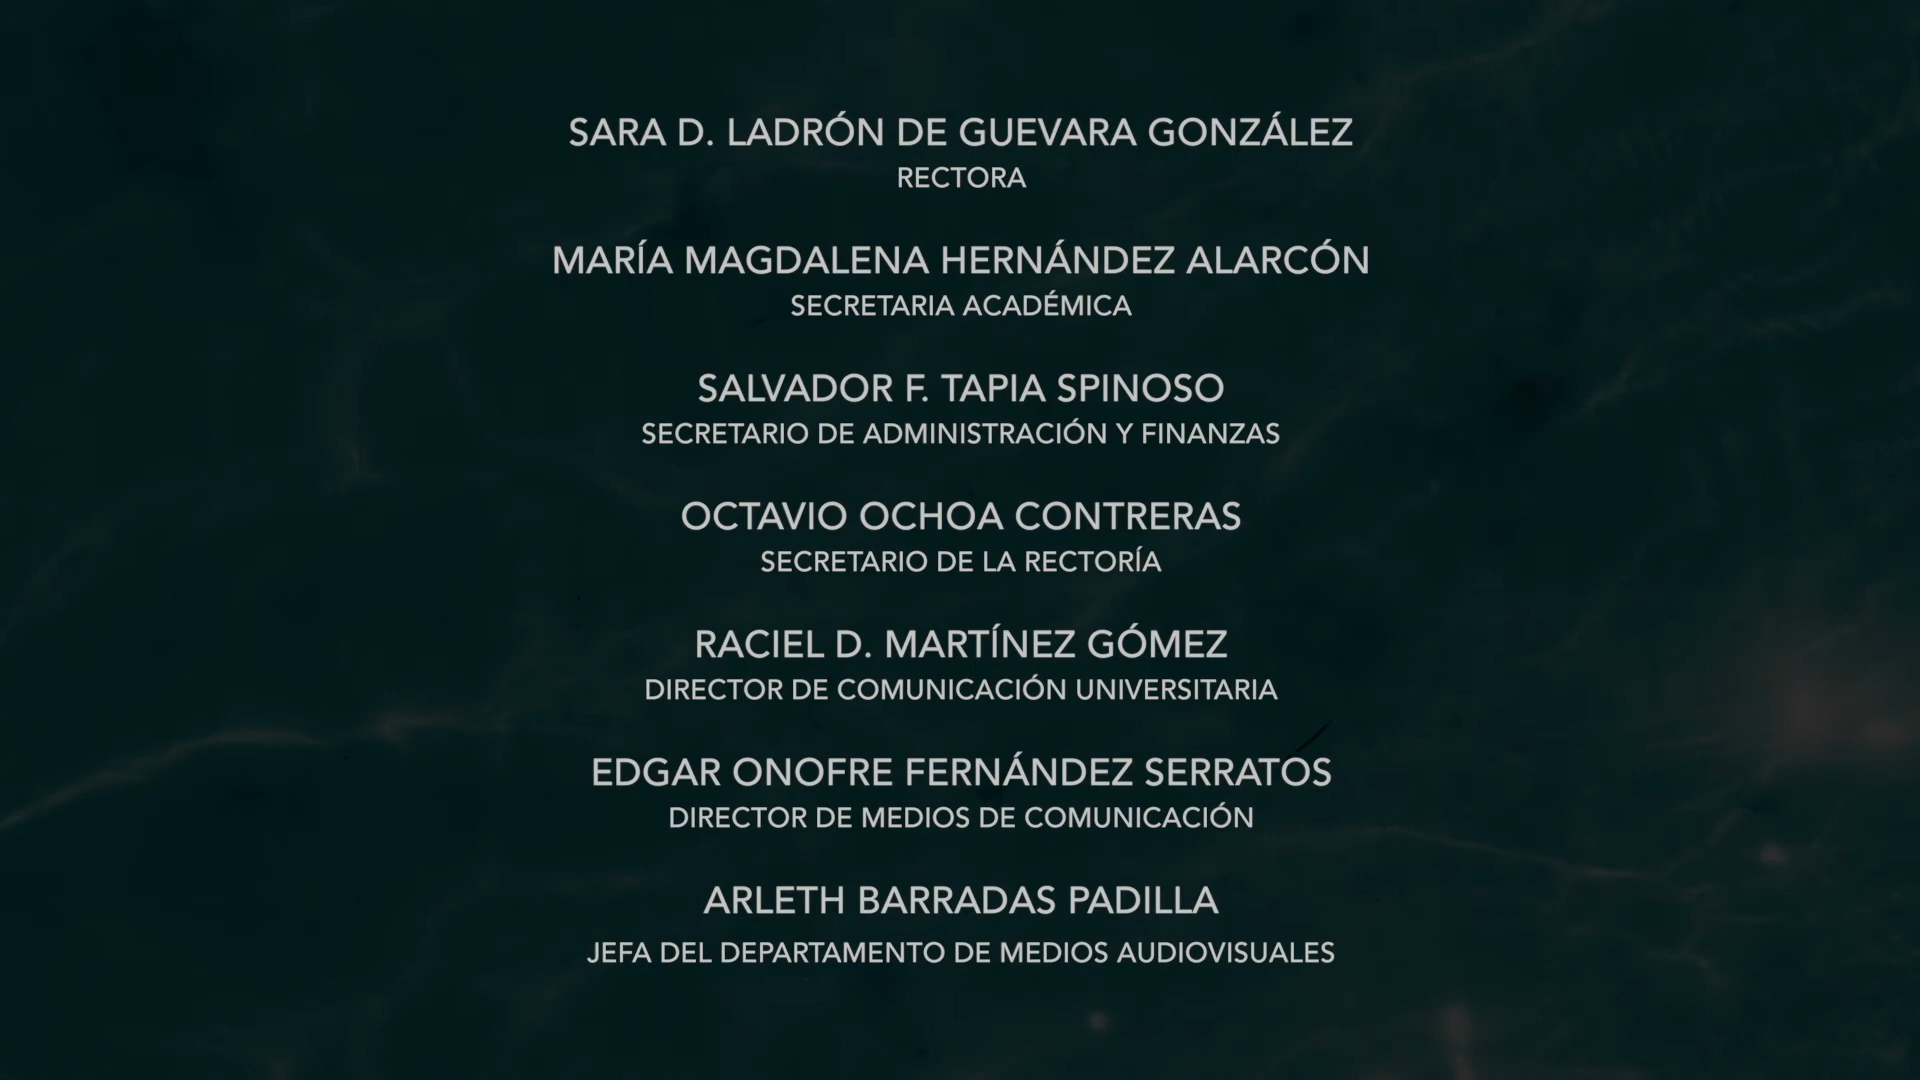 SARA D. LADRÓN DE GUEVARA GONZÁLEZ
RECTORA
MARÍA MAGDALENA HERNÁNDEZ ALARCÓN
SECRETARIA ACADÉMICA
SALVADOR F. TAPIA SPINOSO
SECRETARIO DE ADMINISTRACIÓN Y FINANZAS
OCTAVIO OCHOA CONTRERAS
SECRETARIO DE LA RECTORÍA
RACIEL D. MARTÍNEZ GÓMEZ
DIRECTOR DE COMUNICACIÓN UNIVERSITARIA
EDGAR ONOFRE FERNÁNDEZ SERRATOS
DIRECTOR DE MEDIOS DE COMUNICACIÓN
ARLETH BARRADAS PADILLA
JEFA DEL DEPARTAMENTO DE MEDIOS AUDIOVISUALES